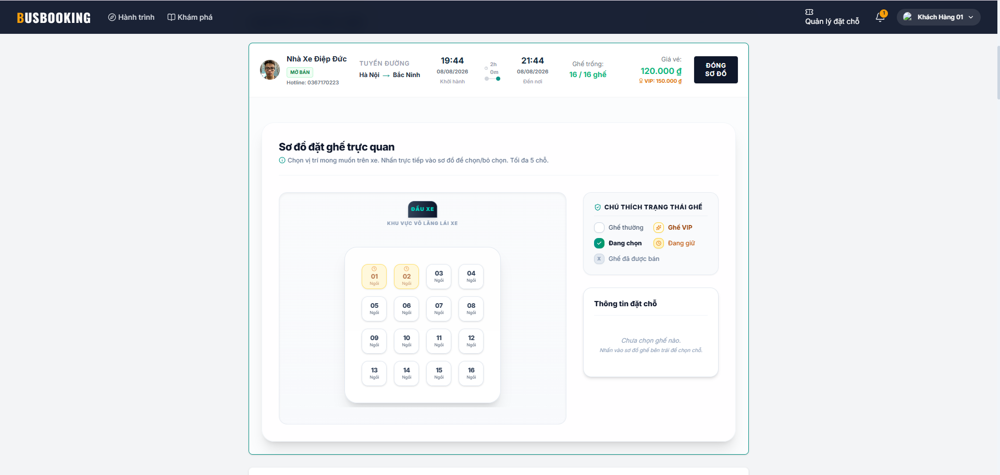 BUSBOOKING
Hành trình
Khám phá
Quản lý đặt chỗ
1
Khách Hàng 01
Nhà Xe Điệp Đức
MỞ BÁN
Hotline: 0367170223
TUYẾN ĐƯỜNG
Hà Nội → Bắc Ninh
19:44
08/08/2026
Khởi hành
2h
0m
21:44
08/08/2026
Đến nơi
Ghế trống:
16 / 16 ghế
Giá vé:
120.000 ₫
VIP: 150.000 ₫
ĐÓNG
SƠ ĐỒ
Sơ đồ đặt ghế trực quan
Chọn vị trí mong muốn trên xe. Nhấn trực tiếp vào sơ đồ để chọn/bỏ chọn. Tối đa 5 chỗ.
ĐẦU XE
KHU VỰC VÔ LĂNG LÁI XE
01 02 03 04
Ngồi Ngồi Ngồi Ngồi
05 06 07 08
Ngồi Ngồi Ngồi Ngồi
09 10 11 12
Ngồi Ngồi Ngồi Ngồi
13 14 15 16
Ngồi Ngồi Ngồi Ngồi
CHÚ THÍCH TRẠNG THÁI GHẾ
Ghế thường
Ghế VIP
Đang chọn
Đang giữ
X Ghế đã được bán
Thông tin đặt chỗ
Chưa chọn ghế nào.
Nhấn vào sơ đồ ghế bên trái để chọn chỗ.